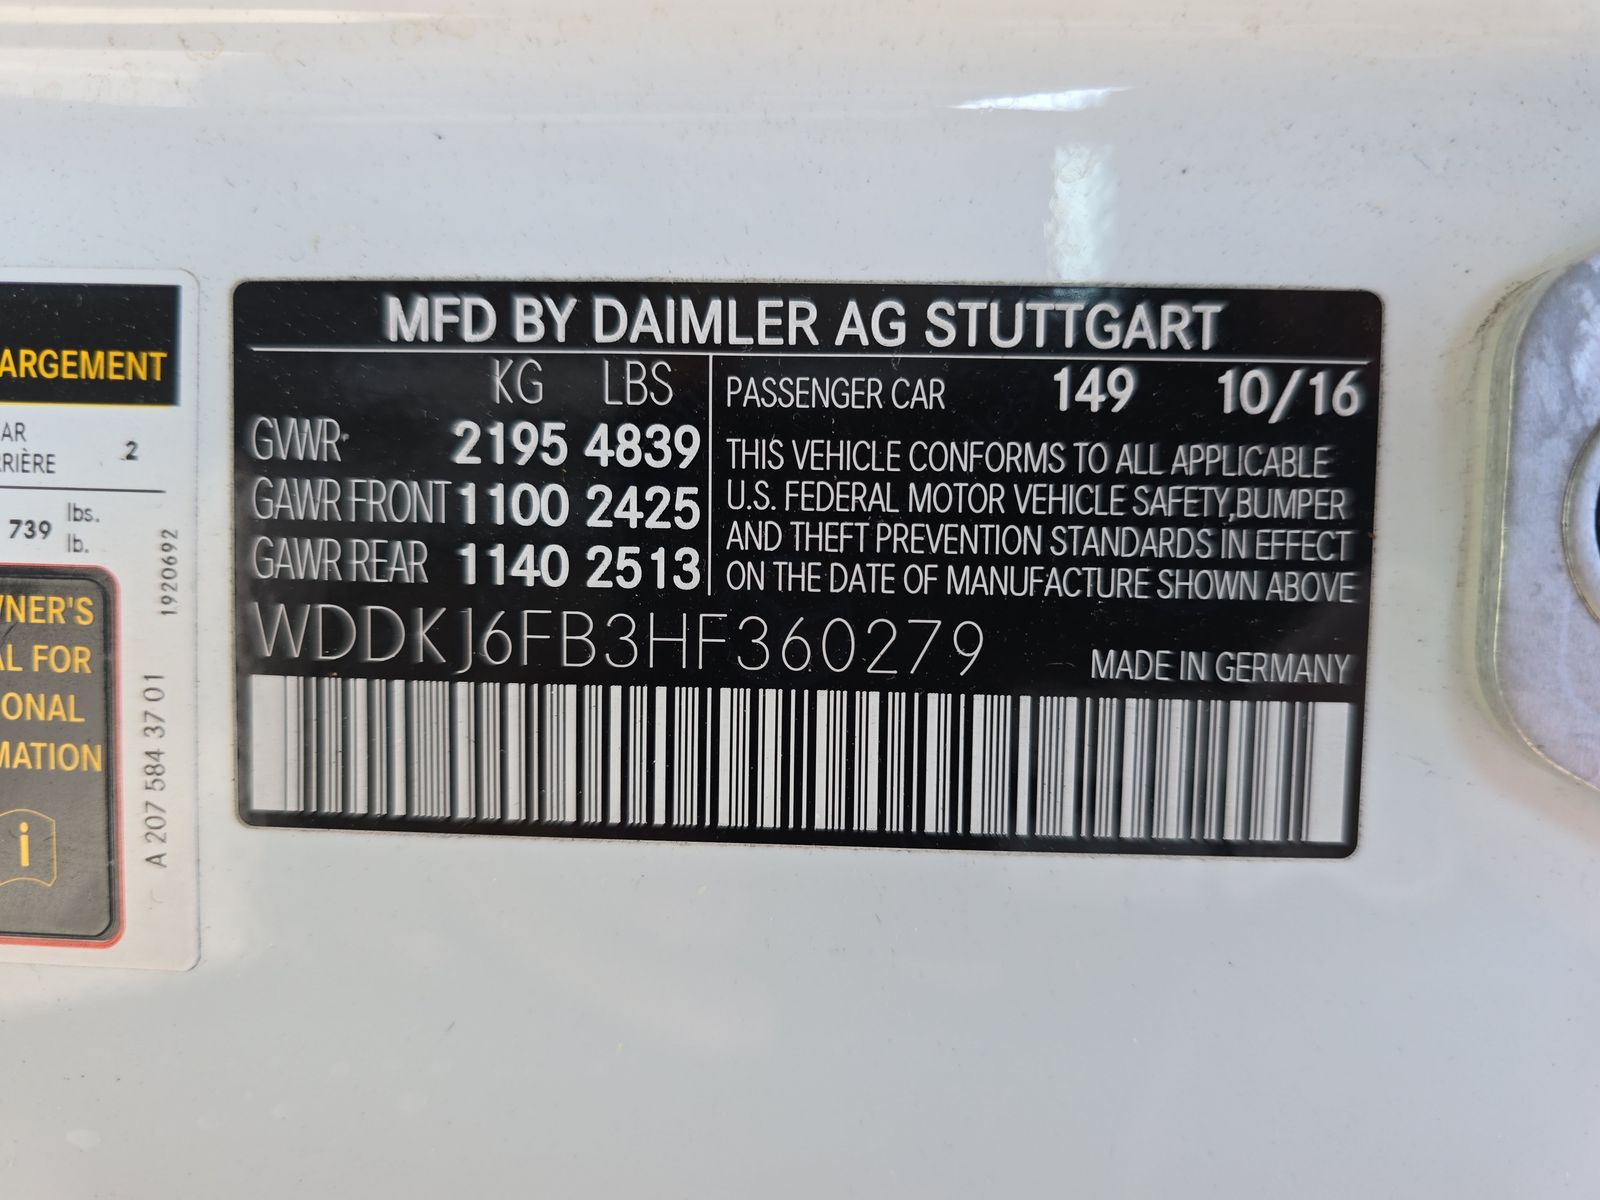 ARGEMENT
AR
RIÈRE
2
739 lbs.
lb.
WNER'S
AL FOR
ONAL
MATION
i
A 207 584 37 01
1920692
MFD BY DAIMLER AG STUTTGART
KG LBS
GVWR 2195 4839
GAWR FRONT 1100 2425
GAWR REAR 1140 2513
PASSENGER CAR 149 10/16
THIS VEHICLE CONFORMS TO ALL APPLICABLE
U.S. FEDERAL MOTOR VEHICLE SAFETY,BUMPER
AND THEFT PREVENTION STANDARDS IN EFFECT
ON THE DATE OF MANUFACTURE SHOWN ABOVE
WDDKJ6FB3HF360279
MADE IN GERMANY